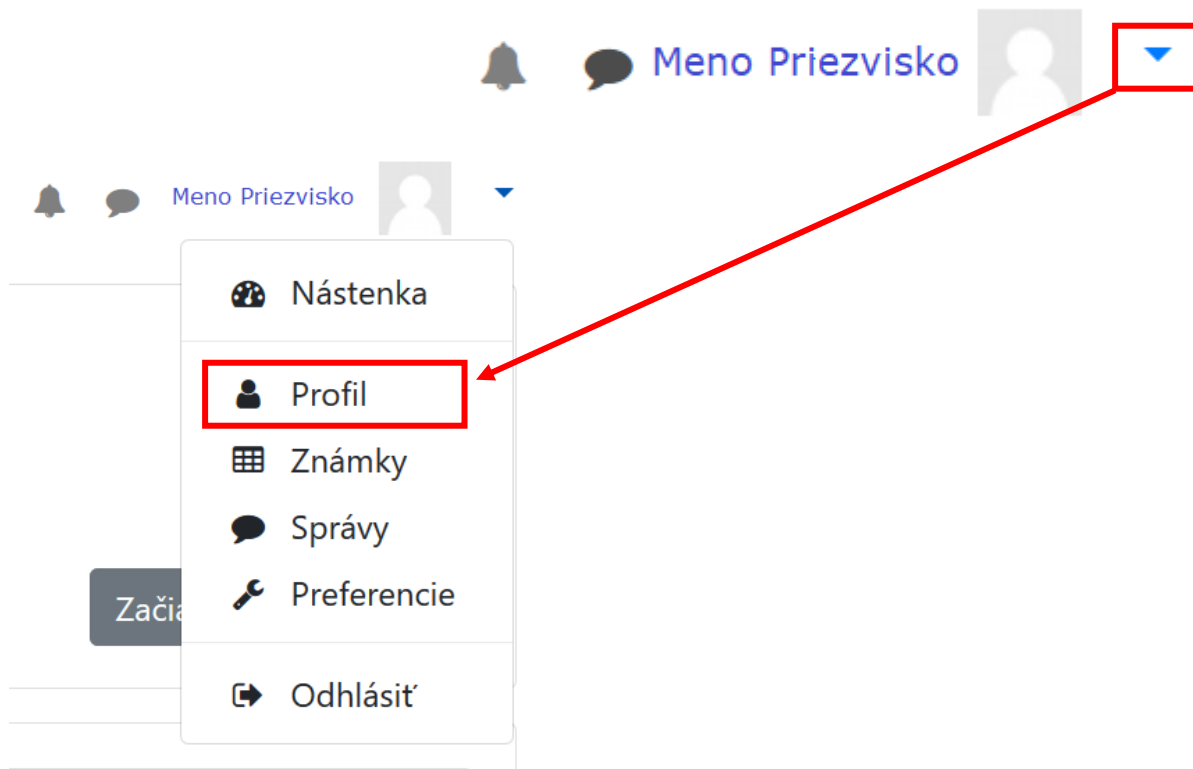 Meno Priezvisko
Meno Priezvisko
Nástenka
Profil
Známky
Správy
Preferencie
Odhlásiť